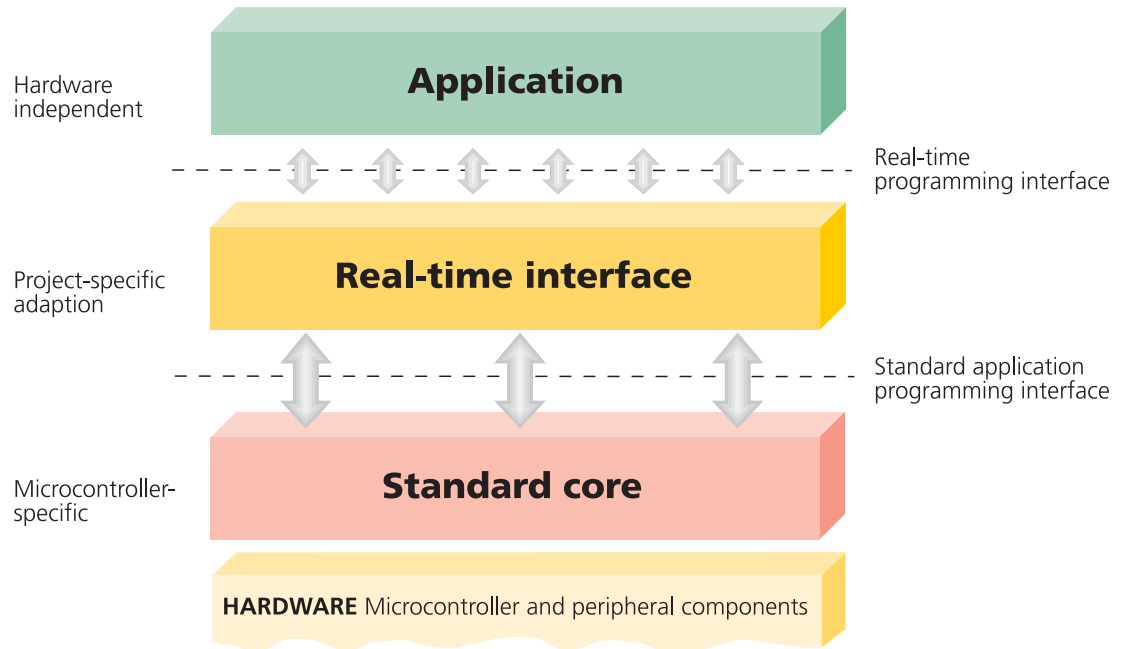 Application
Hardware
independent
Real-time
programming interface
Real-time interface
Project-specific
adaption
Standard application
programming interface
Standard core
Microcontroller-
specific
HARDWARE Microcontroller and peripheral components